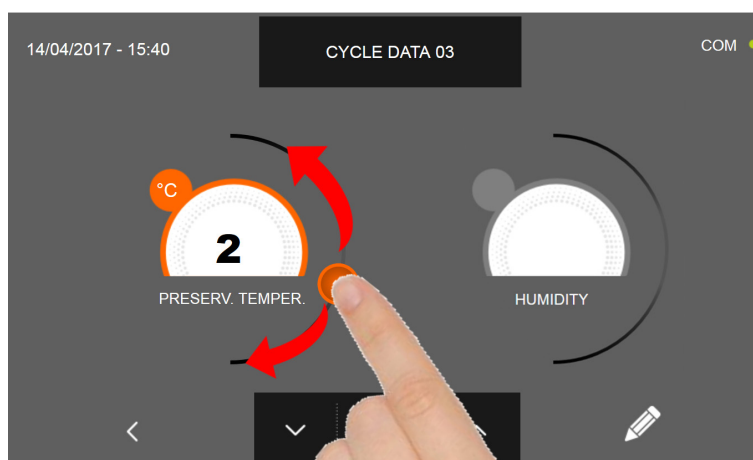 14/04/2017 - 15:40
CYCLE DATA 03
COM
°C
2
PRESERV. TEMPER.
HUMIDITY